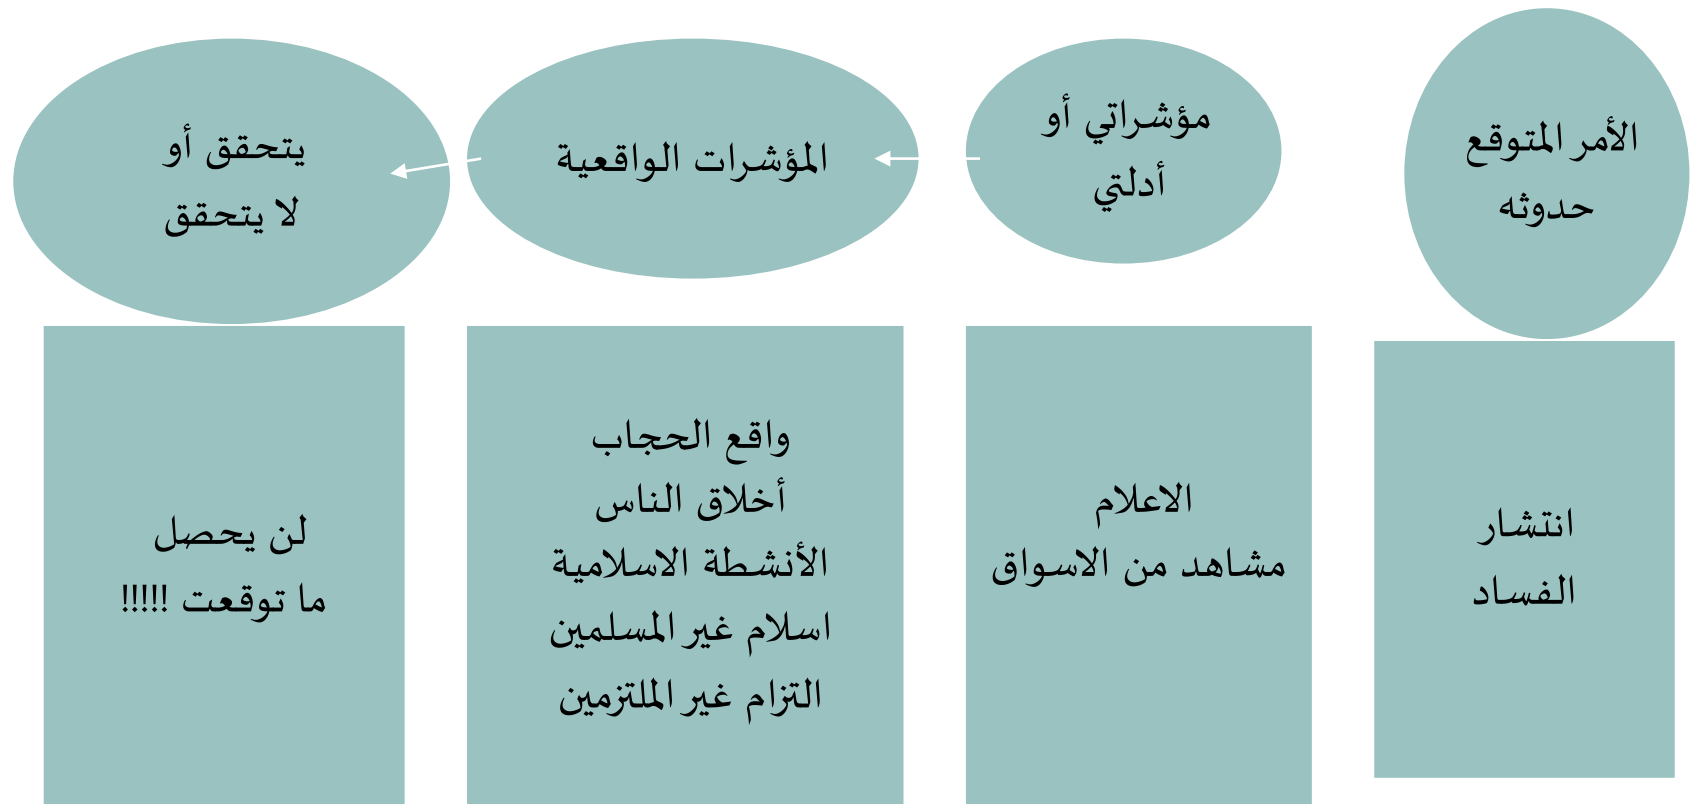 الأمر المتوقع
حدوثه
مؤشراتي أو
أدلتي
المؤشرات الواقعية
يتحقق أو
لا يتحقق
انتشار
الفساد
الاعلام
مشاهد من الاسواق
واقع الحجاب
أخلاق الناس
الأنشطة الاسلامية
اسلام غير المسلمين
التزام غير الملتزمين
لن يحصل
ما توقعت !!!!!